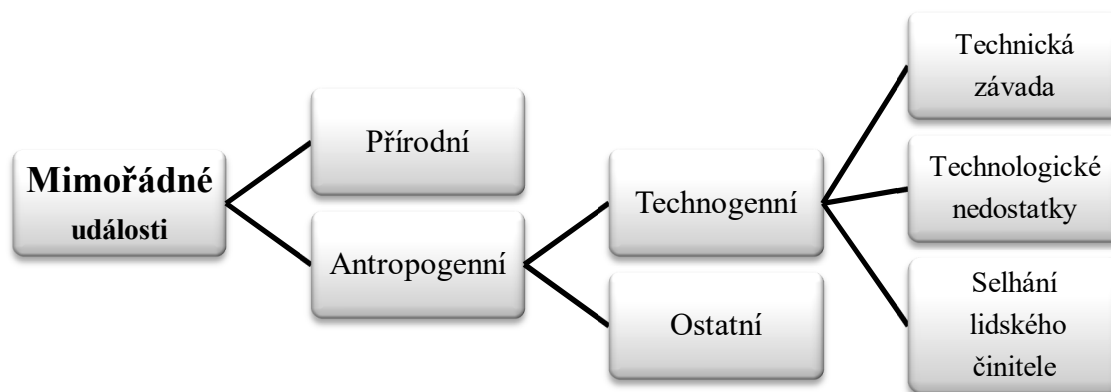 Mimořádné
události
Přírodní
Antropogenní
Technogenní
Ostatní
Technická
závada
Technologické
nedostatky
Selhání
lidského
činitele